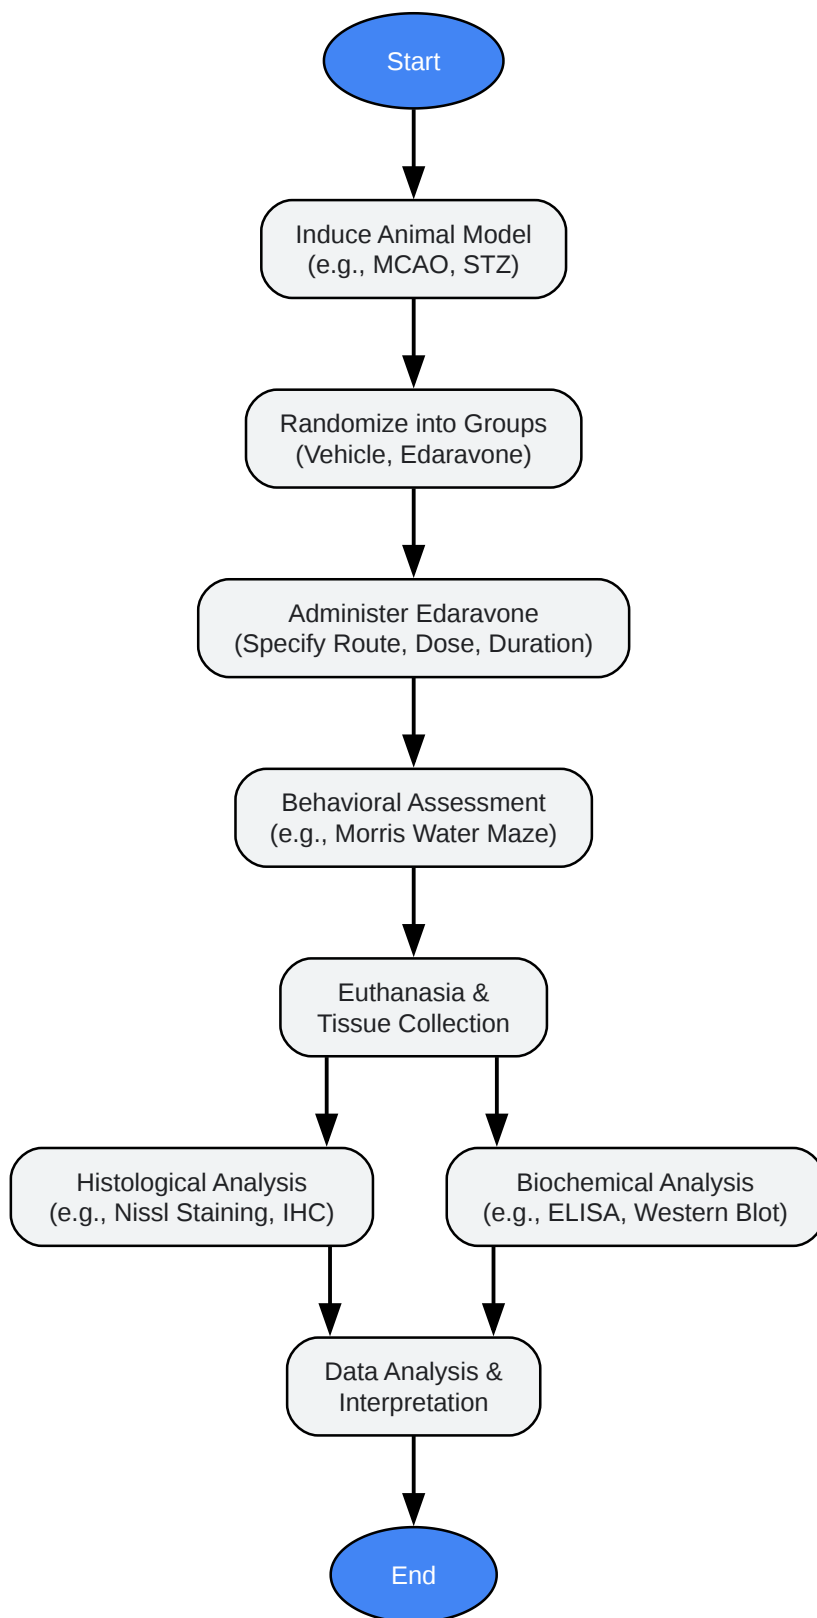 Start
Induce Animal Model
(e.g., MCAO, STZ)
Randomize into Groups
(Vehicle, Edaravone)
Administer Edaravone
(Specify Route, Dose, Duration)
Behavioral Assessment
(e.g., Morris Water Maze)
Euthanasia &
Tissue Collection
Histological Analysis
(e.g., Nissl Staining, IHC)
Biochemical Analysis
(e.g., ELISA, Western Blot)
Data Analysis &
Interpretation
End